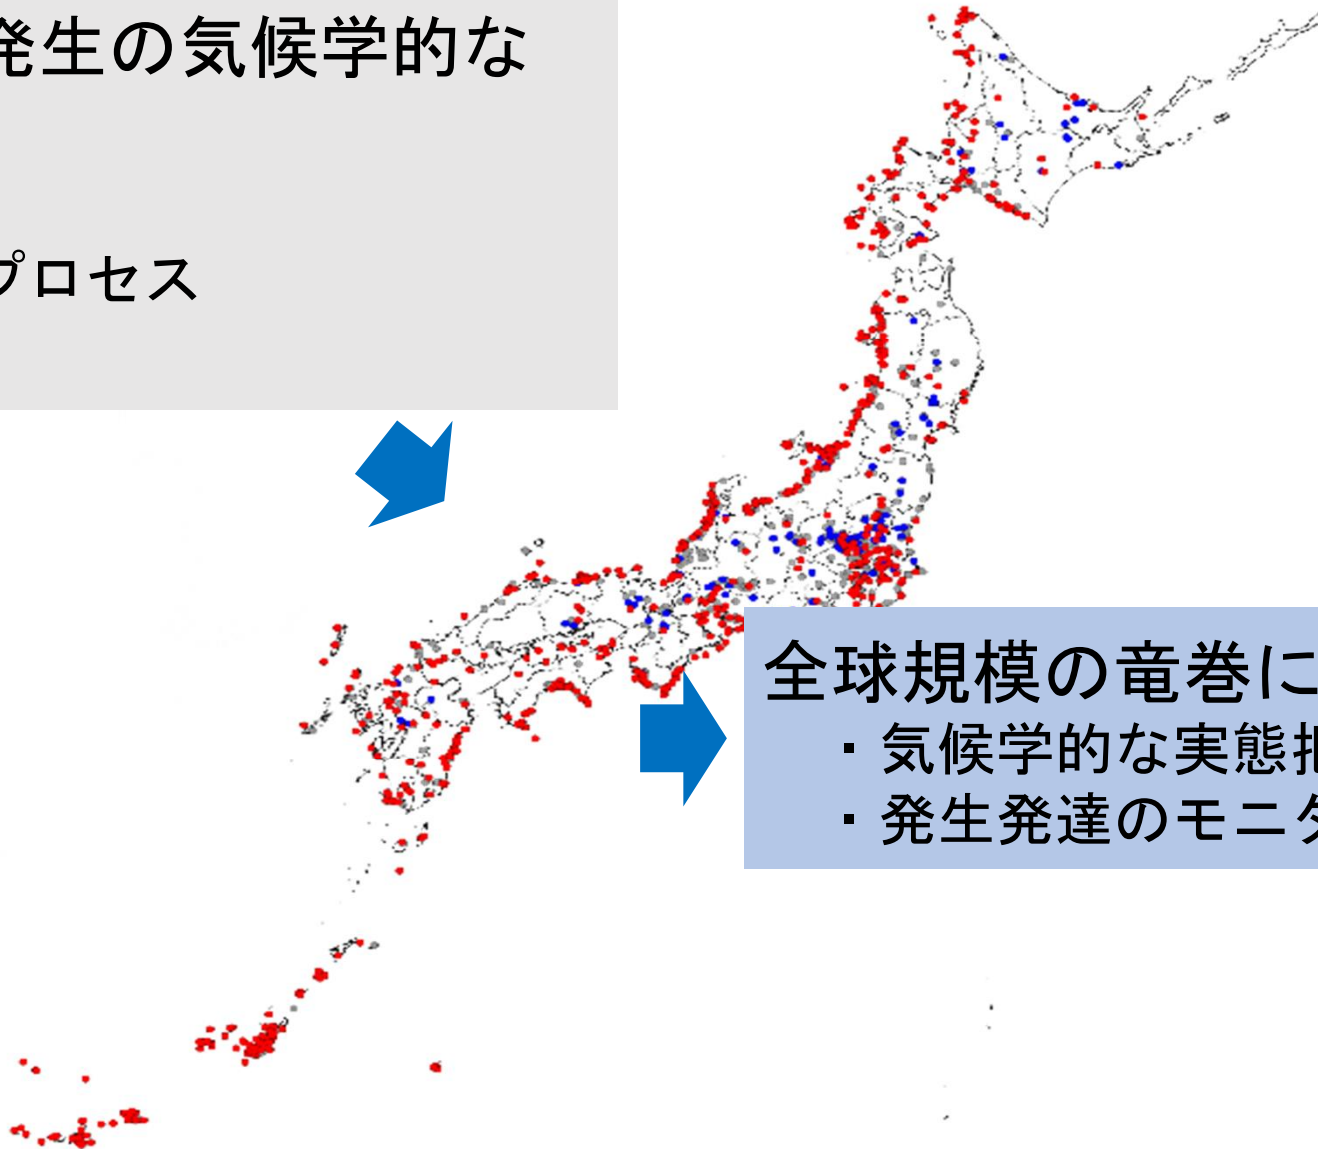 発生の気候学的な
プロセス
全球規模の竜巻に
・気候学的な実態
・発生発達のモニ